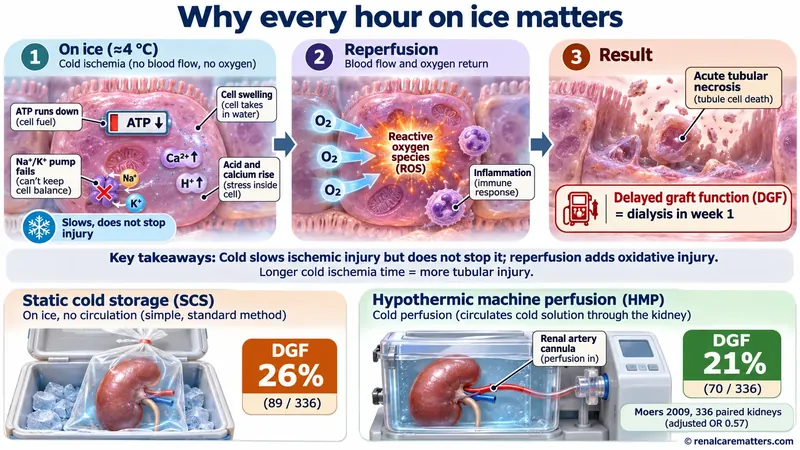 Why every hour on ice matters
1 On ice (≈4 °C)
Cold ischemia (no blood flow, no oxygen)
ATP runs down
(cell fuel)
ATP ↓
Cell swelling
(cell takes
in water)
Na⁺/K⁺ pump
fails
(can't keep
cell balance)
Na⁺
K⁺
Ca²⁺↑
H⁺↑
Acid and
calcium rise
(stress inside
cell)
Slows, does not stop
injury
2 Reperfusion
Blood flow and oxygen return
O₂
O₂
O₂
Reactive
oxygen
species
(ROS)
Inflammation
(immune
response)
3 Result
Acute tubular
necrosis
(tubule cell death)
Delayed graft function (DGF)
= dialysis in week 1
Key takeaways: Cold slows ischemic injury but does not stop it; reperfusion adds oxidative injury.
Longer cold ischemia time = more tubular injury.
Static cold storage (SCS)
On ice, no circulation (simple, standard method)
DGF
26%
(89 / 336)
Hypothermic machine perfusion (HMP)
Cold perfusion (circulates cold solution through the kidney)
Renal artery
cannula
(perfusion in)
DGF
21%
(70 / 336)
Moers 2009, 336 paired kidneys
(adjusted OR 0.57)
© renalcarematters.com